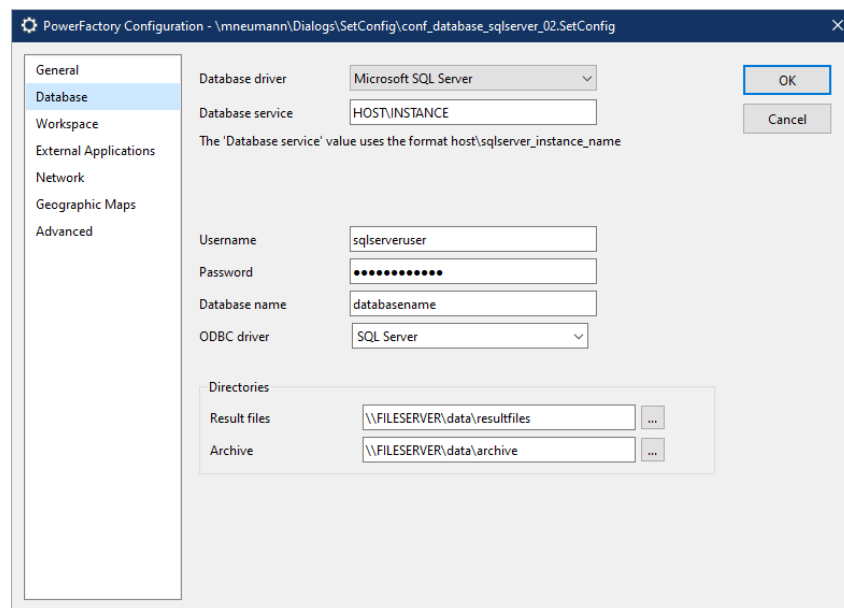 PowerFactory Configuration - \mneumann\Dialogs\SetConfig\conf_database_sqlserver_02.SetConfig
General
Database
Workspace
External Applications
Network
Geographic Maps
Advanced
Database driver Microsoft SQL Server
Database service HOST\INSTANCE
The 'Database service' value uses the format host\sqlserver_instance_name
Username sqlserveruser
Password ●●●●●●●●●●●●
Database name databasename
ODBC driver SQL Server
Directories
Result files \\FILESERVER\data\resultfiles ...
Archive \\FILESERVER\data\archive ...
OK
Cancel